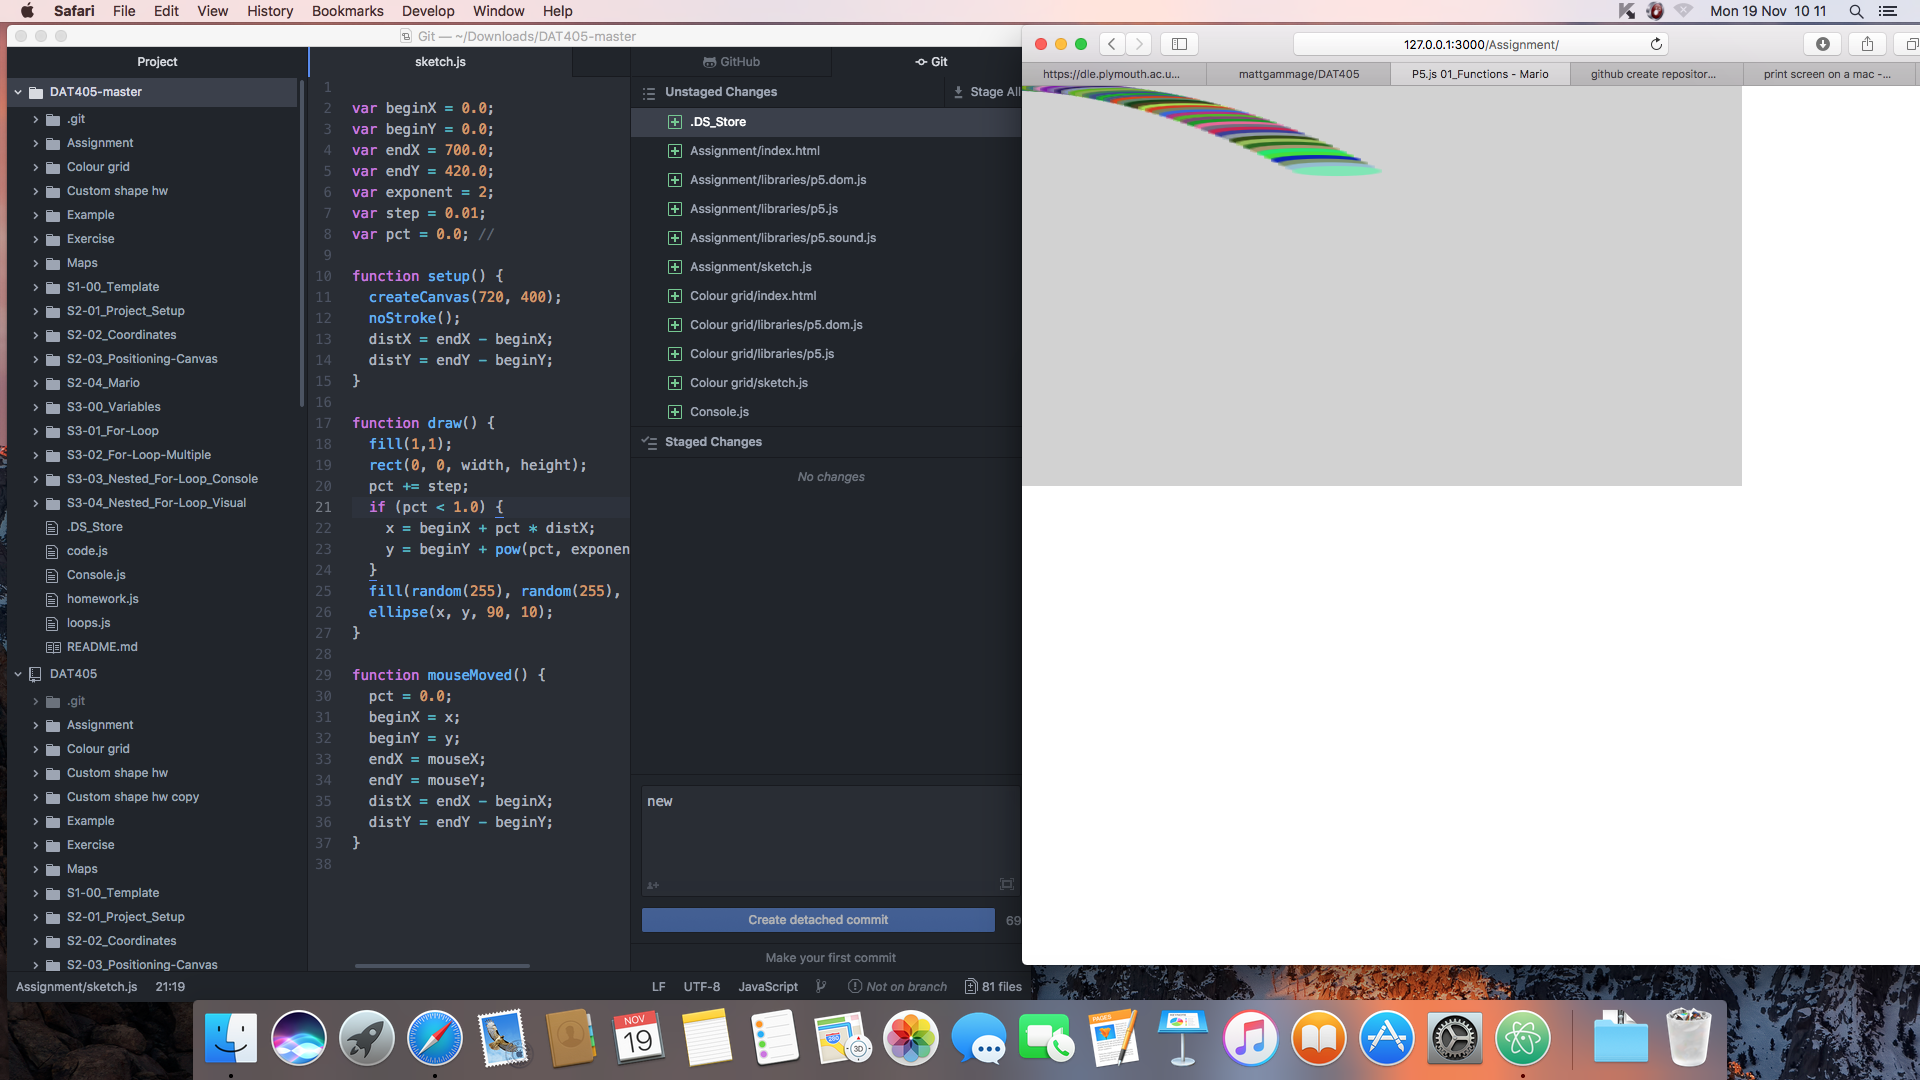 Safari File Edit View History Bookmarks Develop Window Help
Mon 19 Nov 10 11
Git — ~/Downloads/DAT405-master
Project
DAT405-master
.git
Assignment
Colour grid
Custom shape hw
Example
Exercise
Maps
S1-00_Template
S2-01_Project_Setup
S2-02_Coordinates
S2-03_Positioning-Canvas
S2-04_Mario
S3-00_Variables
S3-01_For-Loop
S3-02_For-Loop-Multiple
S3-03_Nested_For-Loop_Console
S3-04_Nested_For-Loop_Visual
.DS_Store
code.js
Console.js
homework.js
loops.js
README.md
DAT405
.git
Assignment
Colour grid
Custom shape hw
Custom shape hw copy
Example
Exercise
Maps
S1-00_Template
S2-01_Project_Setup
S2-02_Coordinates
S2-03_Positioning-Canvas
sketch.js
1
2 var beginX = 0.0;
3 var beginY = 0.0;
4 var endX = 700.0;
5 var endY = 420.0;
6 var exponent = 2;
7 var step = 0.01;
8 var pct = 0.0; //
9
10 function setup() {
11 createCanvas(720, 400);
12 noStroke();
13 distX = endX - beginX;
14 distY = endY - beginY;
15 }
16
17 function draw() {
18 fill(1,1);
19 rect(0, 0, width, height);
20 pct += step;
21 if (pct < 1.0) {
22 x = beginX + pct * distX;
23 y = beginY + pow(pct, exponen
24 }
25 fill(random(255), random(255),
26 ellipse(x, y, 90, 10);
27 }
28
29 function mouseMoved() {
30 pct = 0.0;
31 beginX = x;
32 beginY = y;
33 endX = mouseX;
34 endY = mouseY;
35 distX = endX - beginX;
36 distY = endY - beginY;
37 }
38
GitHub
Git
Unstaged Changes
Stage All
.DS_Store
Assignment/index.html
Assignment/libraries/p5.dom.js
Assignment/libraries/p5.js
Assignment/libraries/p5.sound.js
Assignment/sketch.js
Colour grid/index.html
Colour grid/libraries/p5.dom.js
Colour grid/libraries/p5.js
Colour grid/sketch.js
Console.js
Staged Changes
No changes
new
Create detached commit
69
Make your first commit
Assignment/sketch.js 21:19
LF UTF-8 JavaScript Not on branch 81 files
127.0.0.1:3000/Assignment/
https://dle.plymouth.ac.u...
mattgammage/DAT405
P5.js 01_Functions - Mario
github create repositor...
print screen on a mac -...
NOV
19
280
3D
PAGES